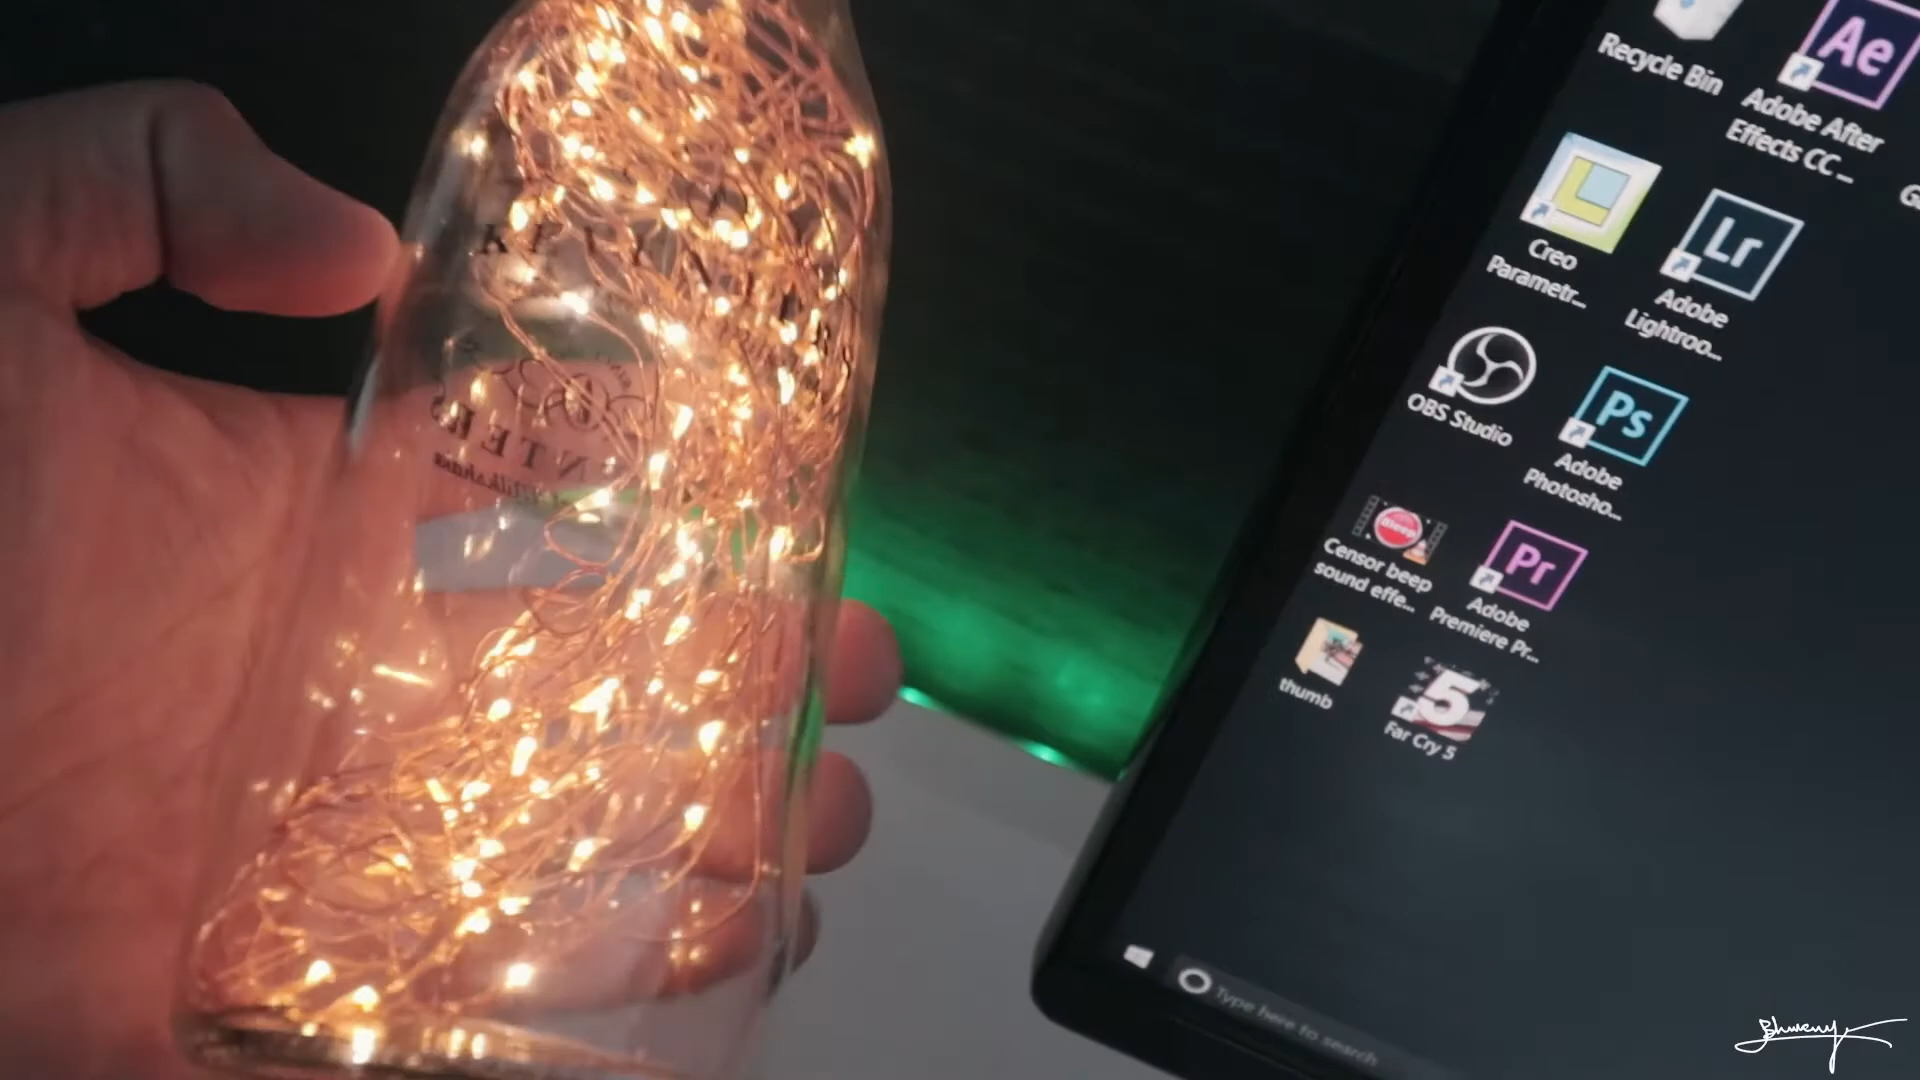 Recycle Bin
Ae
Adobe After
Effects CC ...
Creo
Parametr...
Lr
Adobe
Lightroo...
OBS Studio
Ps
Adobe
Photosho...
Bleep
Censor beep
sound effe...
Pr
Adobe
Premiere Pr...
thumb
5
Far Cry 5
Type here to search